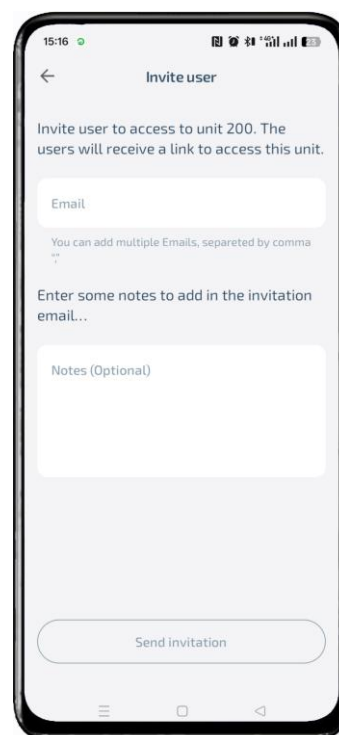 15:16
Invite user
Invite user to access to unit 200. The
users will receive a link to access this unit.
Email
You can add multiple Emails, separeted by comma
","
Enter some notes to add in the invitation
email...
Notes (Optional)
Send invitation